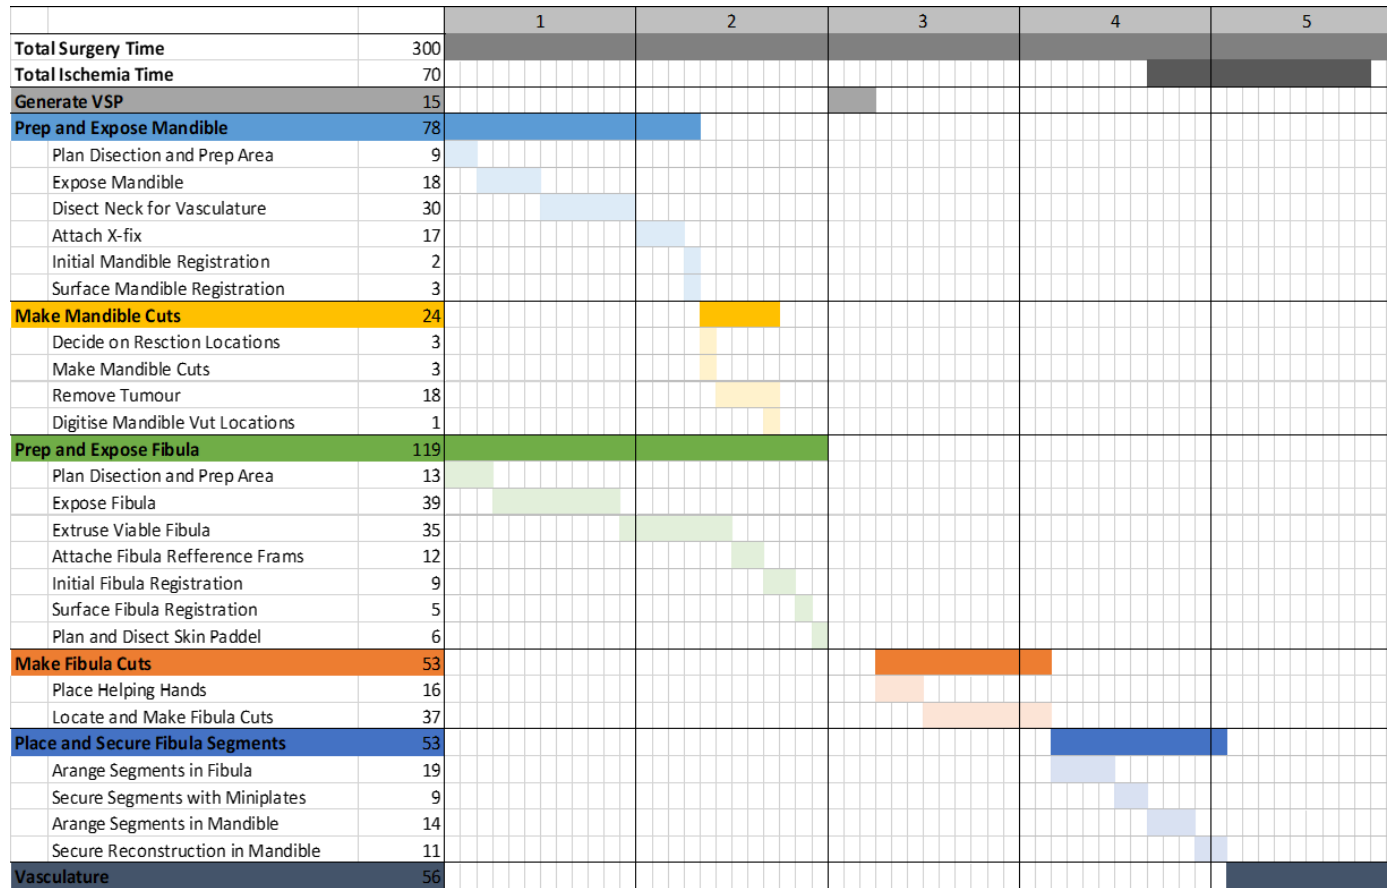 1 2 3 4 5
Total Surgery Time 300
Total Ischemia Time 70
Generate VSP 15
Prep and Expose Mandible 78
Plan Disection and Prep Area 9
Expose Mandible 18
Disect Neck for Vasculature 30
Attach X-fix 17
Initial Mandible Registration 2
Surface Mandible Registration 3
Make Mandible Cuts 24
Decide on Resction Locations 3
Make Mandible Cuts 3
Remove Tumour 18
Digitise Mandible Vut Locations 1
Prep and Expose Fibula 119
Plan Disection and Prep Area 13
Expose Fibula 39
Extruse Viable Fibula 35
Attache Fibula Refference Frams 12
Initial Fibula Registration 9
Surface Fibula Registration 5
Plan and Disect Skin Paddel 6
Make Fibula Cuts 53
Place Helping Hands 16
Locate and Make Fibula Cuts 37
Place and Secure Fibula Segments 53
Arange Segments in Fibula 19
Secure Segments with Miniplates 9
Arange Segments in Mandible 14
Secure Reconstruction in Mandible 11
Vasculature 56